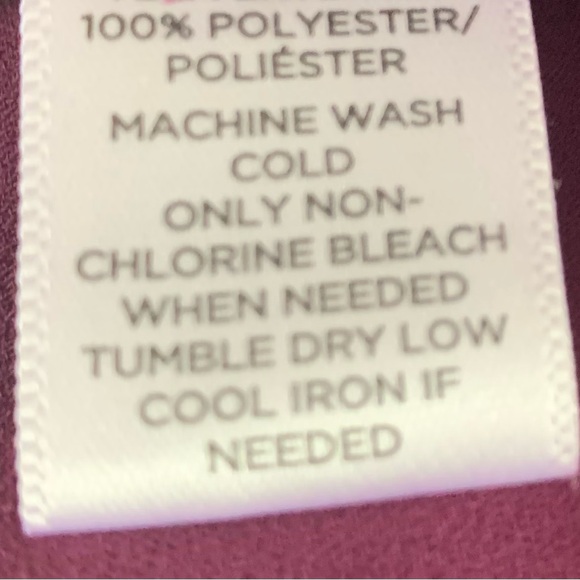 100% POLYESTER/
POLIÉSTER
MACHINE WASH
COLD
ONLY NON-
CHLORINE BLEACH
WHEN NEEDED
TUMBLE DRY LOW
COOL IRON IF
NEEDED